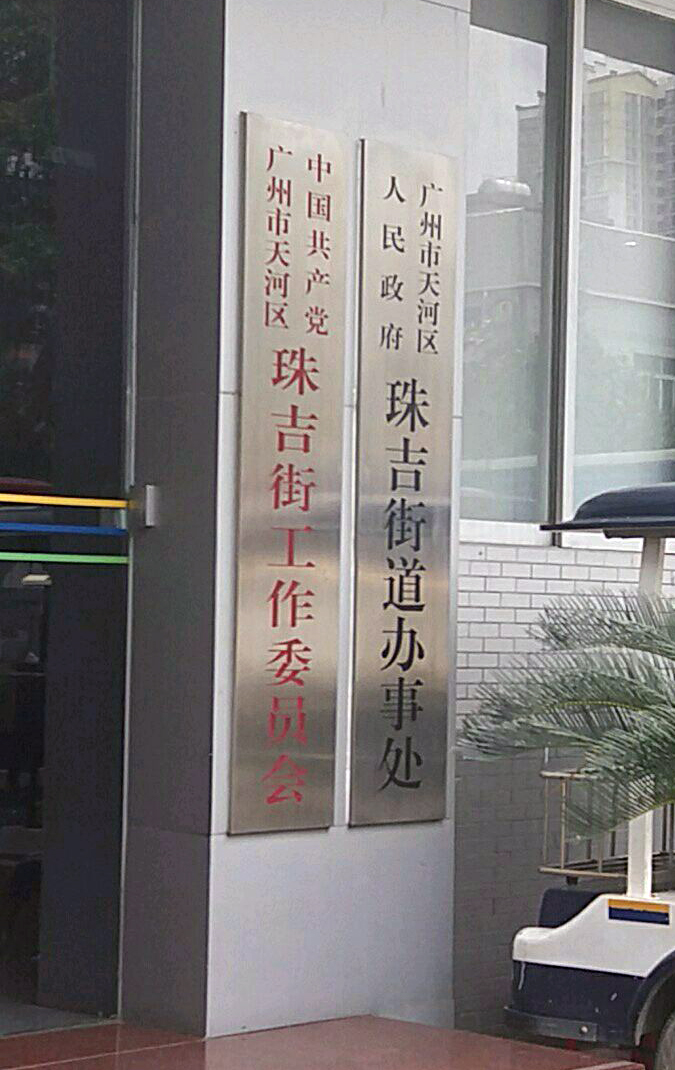 中国共产党
广州市天河区
珠吉街工作委员会
广州市天河区
人民政府
珠吉街道办事处